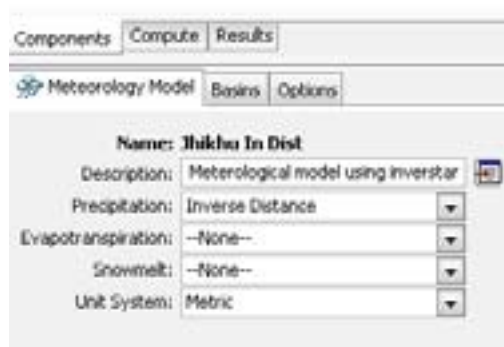 Components Compute Results
Meteorology Model Basins Options
Name: Jhikhu In Dist
Description: Meterological model using inverstar
Precipitation: Inverse Distance
Evapotranspiration: --None--
Snowmelt: --None--
Unit System: Metric